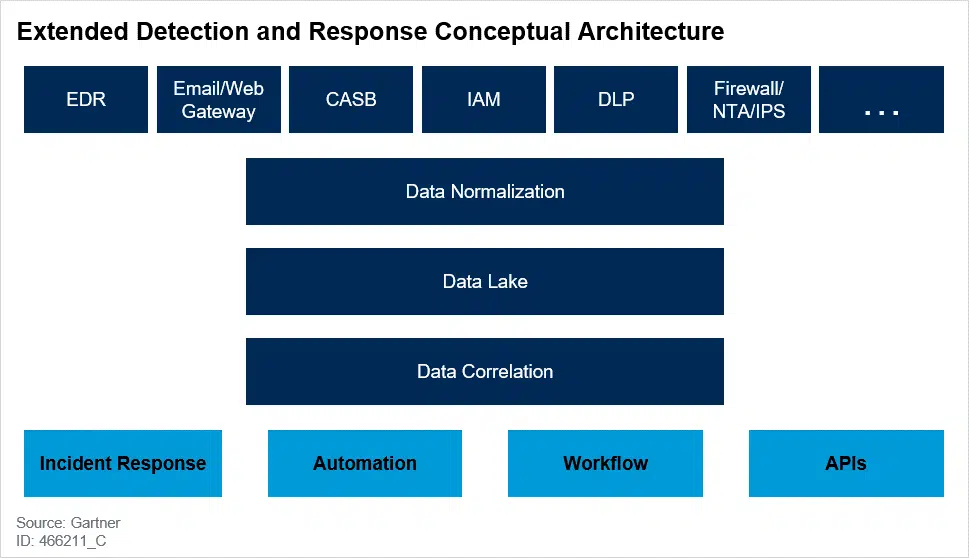 Extended Detection and Response Conceptual Architecture
EDR
Email/Web
Gateway
CASB
IAM
DLP
Firewall/
NTA/IPS
...
Data Normalization
Data Lake
Data Correlation
Incident Response
Automation
Workflow
APIs
Source: Gartner
ID: 466211_C